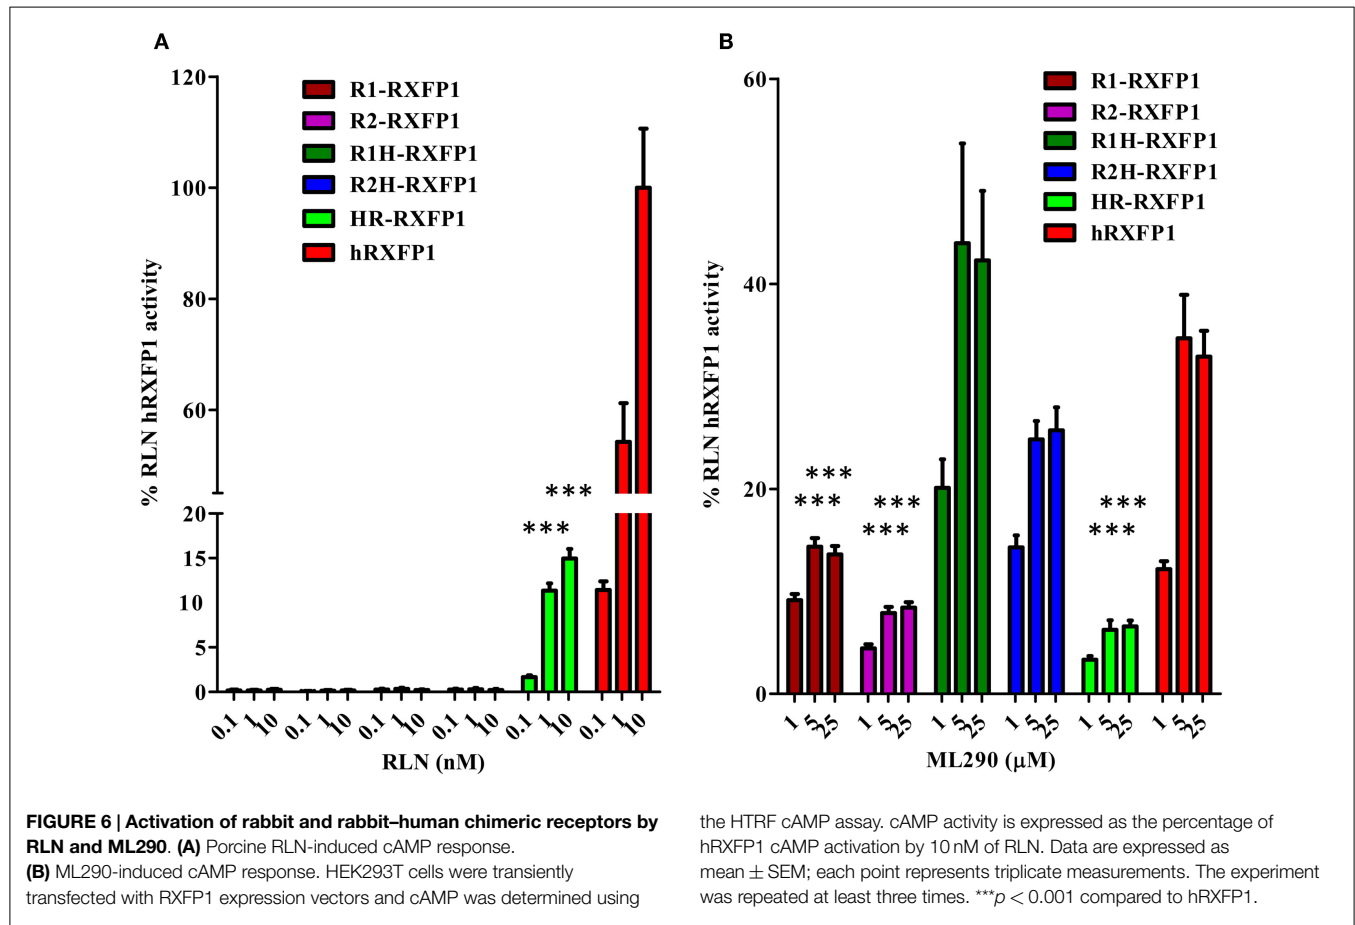 A
120
100
80
60
20
15
10
5
0
% RLN hRXFP1 activity
R1-RXFP1
R2-RXFP1
R1H-RXFP1
R2H-RXFP1
HR-RXFP1
hRXFP1
***
***
0.1 1 10 0.1 1 10 0.1 1 10 0.1 1 10 0.1 1 10 0.1 1 10
RLN (nM)
B
60
40
20
0
% RLN hRXFP1 activity
R1-RXFP1
R2-RXFP1
R1H-RXFP1
R2H-RXFP1
HR-RXFP1
hRXFP1
*** *** ***
*** *** ***
1 5 25 1 5 25 1 5 25 1 5 25 1 5 25 1 5 25
ML290 (μM)
FIGURE 6 | Activation of rabbit and rabbit–human chimeric receptors by
RLN and ML290. (A) Porcine RLN-induced cAMP response.
(B) ML290-induced cAMP response. HEK293T cells were transiently
transfected with RXFP1 expression vectors and cAMP was determined using
the HTRF cAMP assay. cAMP activity is expressed as the percentage of
hRXFP1 cAMP activation by 10 nM of RLN. Data are expressed as
mean ± SEM; each point represents triplicate measurements. The experiment
was repeated at least three times. ***p < 0.001 compared to hRXFP1.